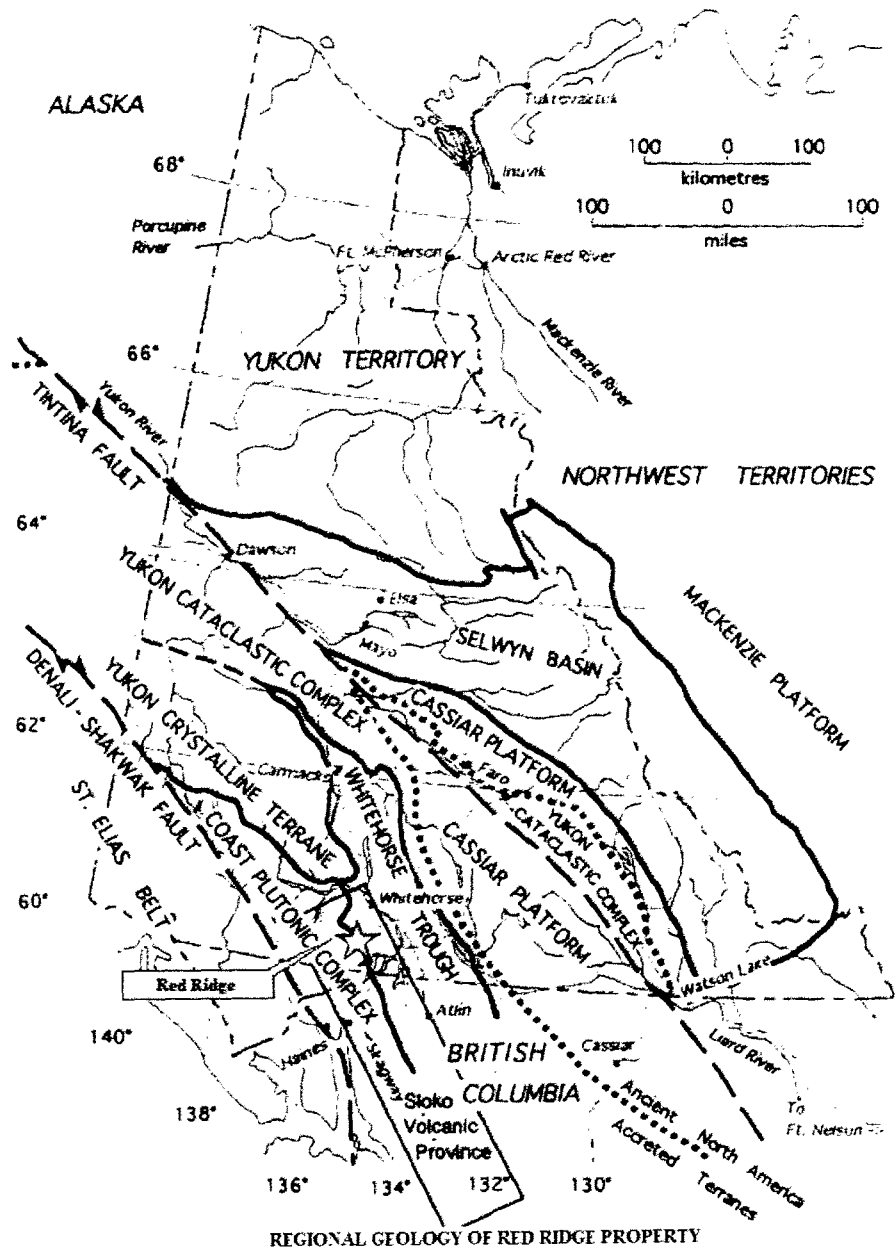 ALASKA
Tuktoyaktuk
Inuvik
100 0 100
kilometres
100 0 100
miles
68°
Porcupine
River
Ft. McPherson
Arctic Red River
Mackenzie River
66°
YUKON TERRITORY
Yukon River
TINTINA FAULT
NORTHWEST TERRITORIES
64°
Dawson
YUKON CATACLASTIC COMPLEX
Elsa
Mayo
SELWYN BASIN
MACKENZIE PLATFORM
DENALI - SHAKWAK FAULT
YUKON CRYSTALLINE TERRANE
62°
CASSIAR PLATFORM
Carmacks
Faro
YUKON
CATACLASTIC COMPLEX
WHITEHORSE
TROUGH
ST. ELIAS BELT
COAST PLUTONIC COMPLEX
CASSIAR PLATFORM
60°
Whitehorse
Red Ridge
Watson Lake
140°
Atlin
Haines
Skagway
BRITISH
COLUMBIA
Cassiar
Liard River
138°
Sloko
Volcanic
Province
Ancient North America
Accreted Terranes
To
Ft. Nelson
136°
134°
132°
130°
REGIONAL GEOLOGY OF RED RIDGE PROPERTY